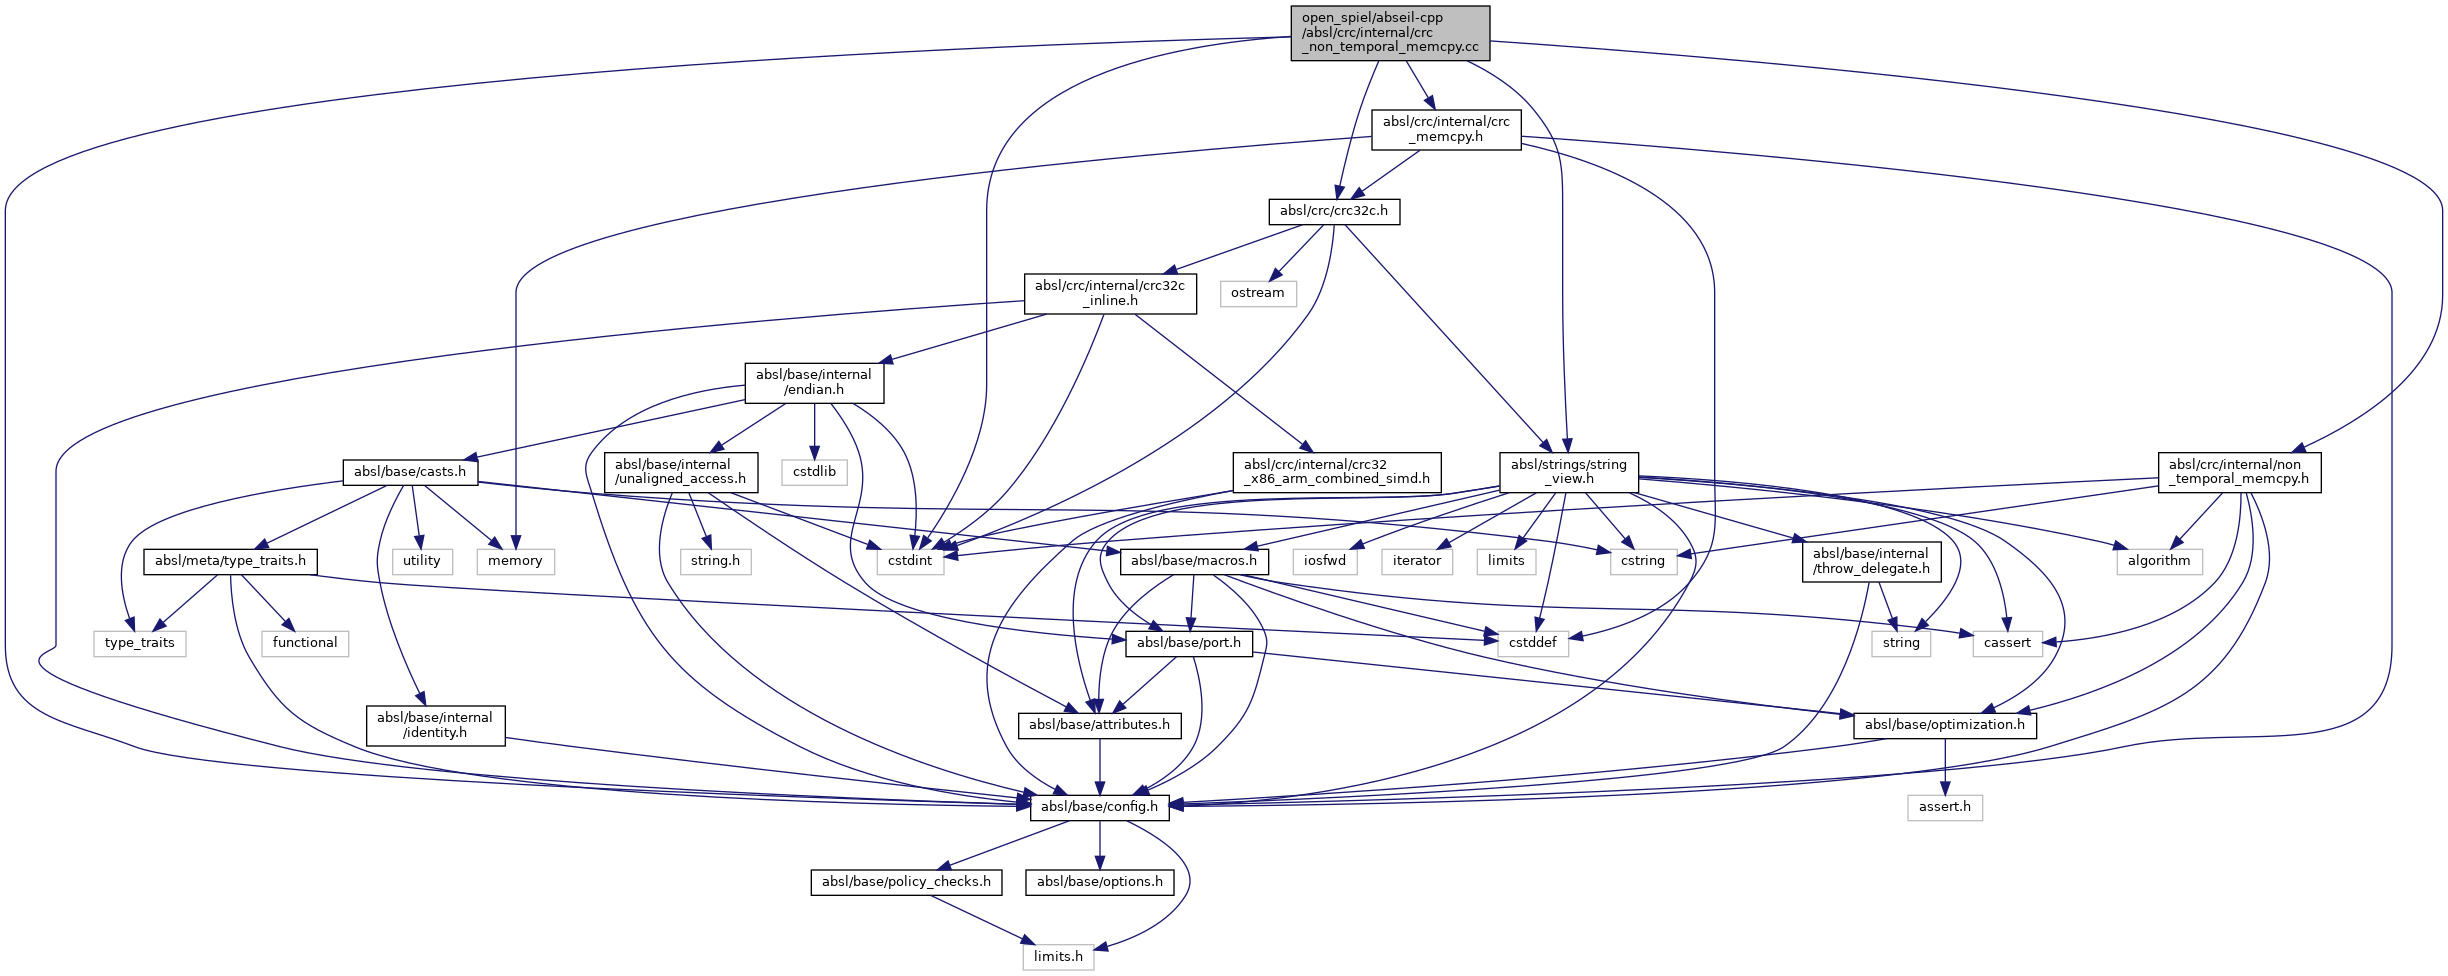 open_spiel/abseil-cpp
/absl/crc/internal/crc
_non_temporal_memcpy.cc
absl/crc/internal/crc
_memcpy.h
absl/crc/crc32c.h
absl/crc/internal/crc32c
_inline.h
ostream
absl/base/internal
/endian.h
absl/base/casts.h
absl/base/internal
/unaligned_access.h
cstdlib
absl/crc/internal/crc32
_x86_arm_combined_simd.h
absl/strings/string
_view.h
absl/crc/internal/non
_temporal_memcpy.h
absl/meta/type_traits.h
utility
memory
string.h
cstdint
absl/base/macros.h
iosfwd
iterator
limits
cstring
absl/base/internal
/throw_delegate.h
algorithm
type_traits
functional
absl/base/port.h
cstddef
string
cassert
absl/base/internal
/identity.h
absl/base/attributes.h
absl/base/optimization.h
absl/base/config.h
assert.h
absl/base/policy_checks.h
absl/base/options.h
limits.h